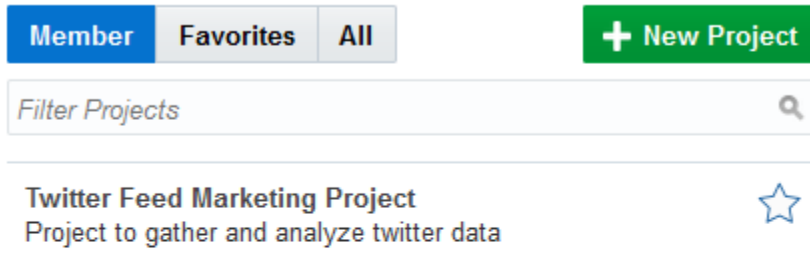 Member Favorites All + New Project
Filter Projects
Twitter Feed Marketing Project
Project to gather and analyze twitter data